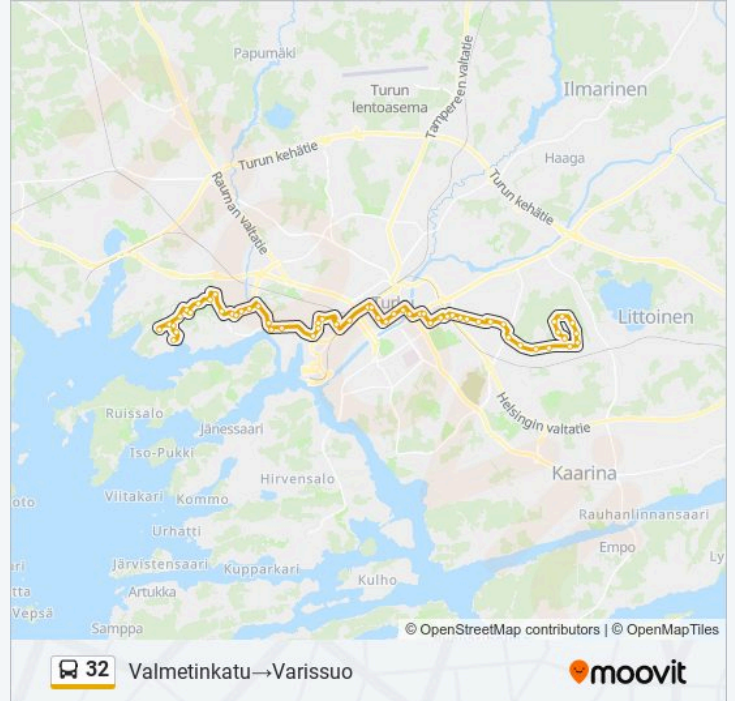 Papumäki
Turun
lentoasema
Tampereen valtatie
Ilmarinen
Turun kehätie
Haaga
Rauman valtatie
Turun kehätie
Littoinen
Ruissalo
Jänessaari
Iso-Pukki
Helsingin valtatie
Kaarina
Viitakari
Kommo
Hirvensalo
Rauhanlinnansaari
Urhatti
Empo
Järvistensaari
Kupparkari
Kulho
Artukka
Vepsä
Samppa
© OpenStreetMap contributors | © OpenMapTiles
32
Valmetinkatu→Varissuo
moovit